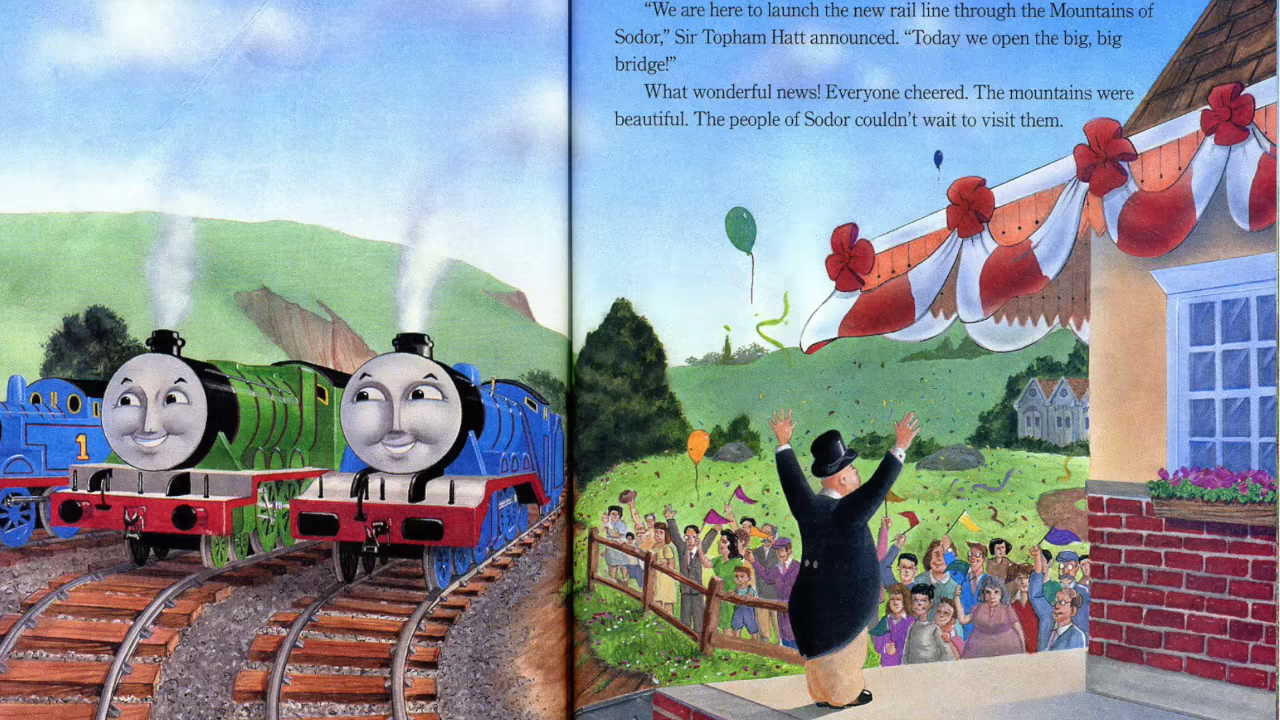 “We are here to launch the new rail line through the Mountains of
Sodor,” Sir Topham Hatt announced. “Today we open the big, big
bridge!”
What wonderful news! Everyone cheered. The mountains were
beautiful. The people of Sodor couldn’t wait to visit them.
1